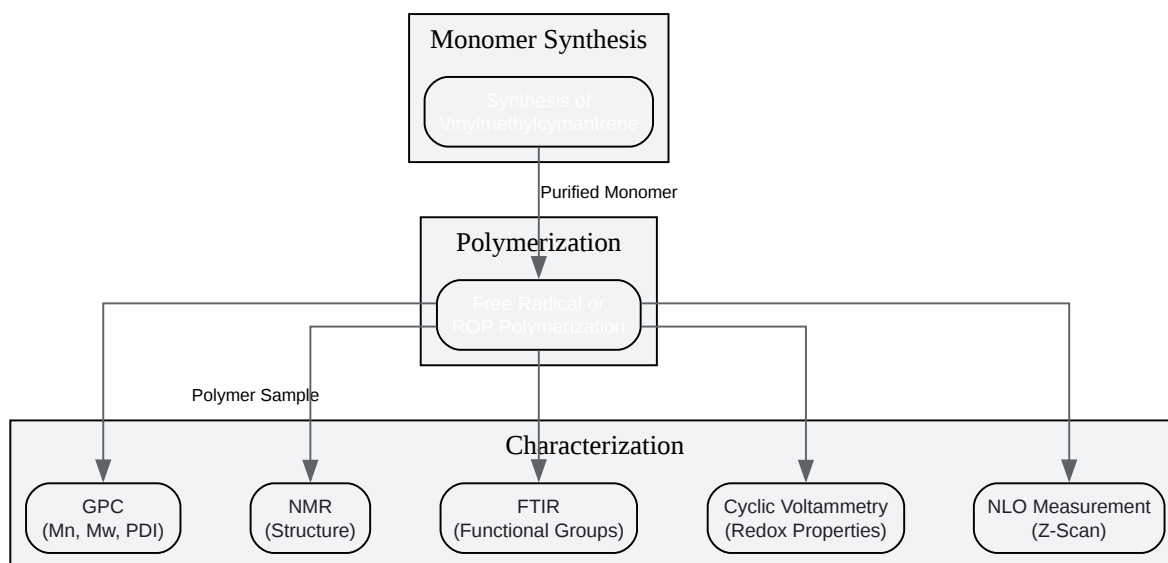 Monomer Synthesis
Synthesis of
Vinylmethylcymantrene
Purified Monomer
Polymerization
Free Radical or
ROP Polymerization
Polymer Sample
Characterization
GPC
(Mn, Mw, PDI)
NMR
(Structure)
FTIR
(Functional Groups)
Cyclic Voltammetry
(Redox Properties)
NLO Measurement
(Z-Scan)